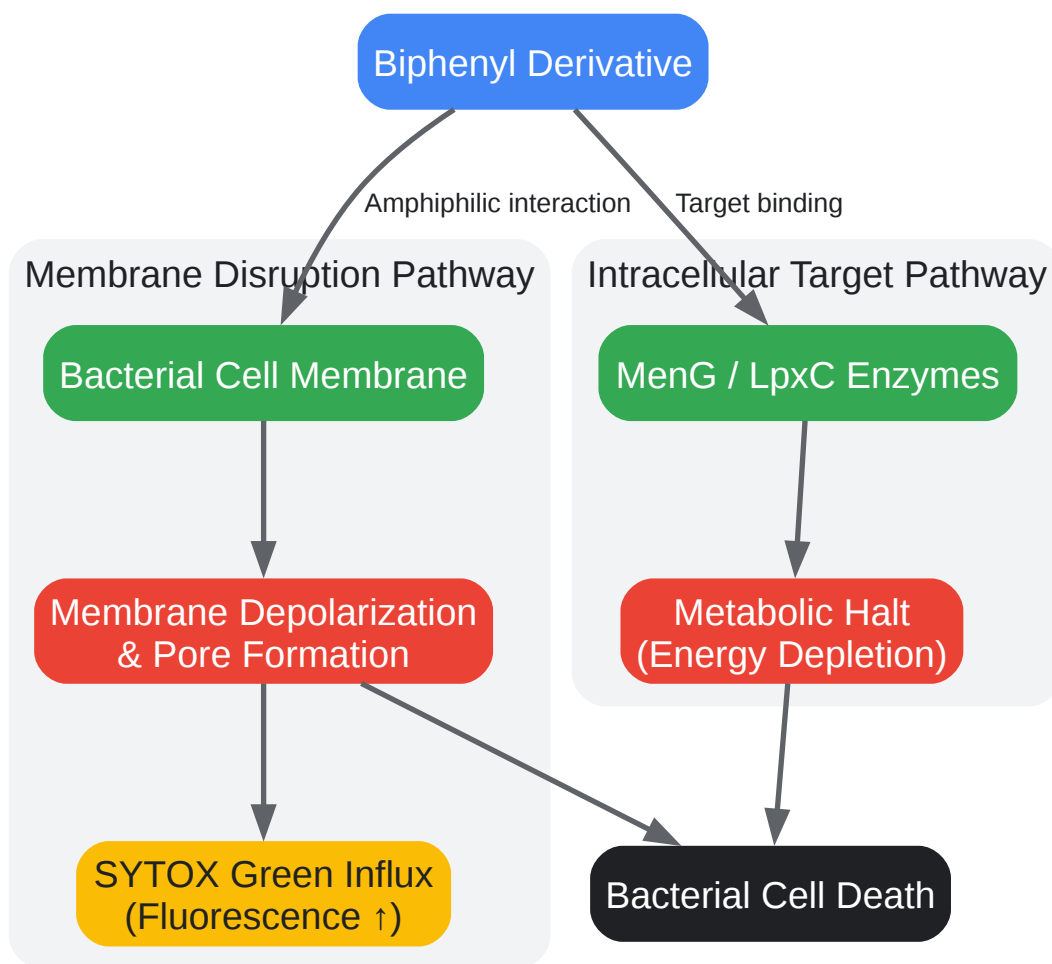 Biphenyl Derivative
Amphiphilic interaction
Target binding
Membrane Disruption Pathway
Intracellular Target Pathway
Bacterial Cell Membrane
MenG / LpxC Enzymes
Membrane Depolarization
& Pore Formation
Metabolic Halt
(Energy Depletion)
SYTOX Green Influx
(Fluorescence ↑)
Bacterial Cell Death